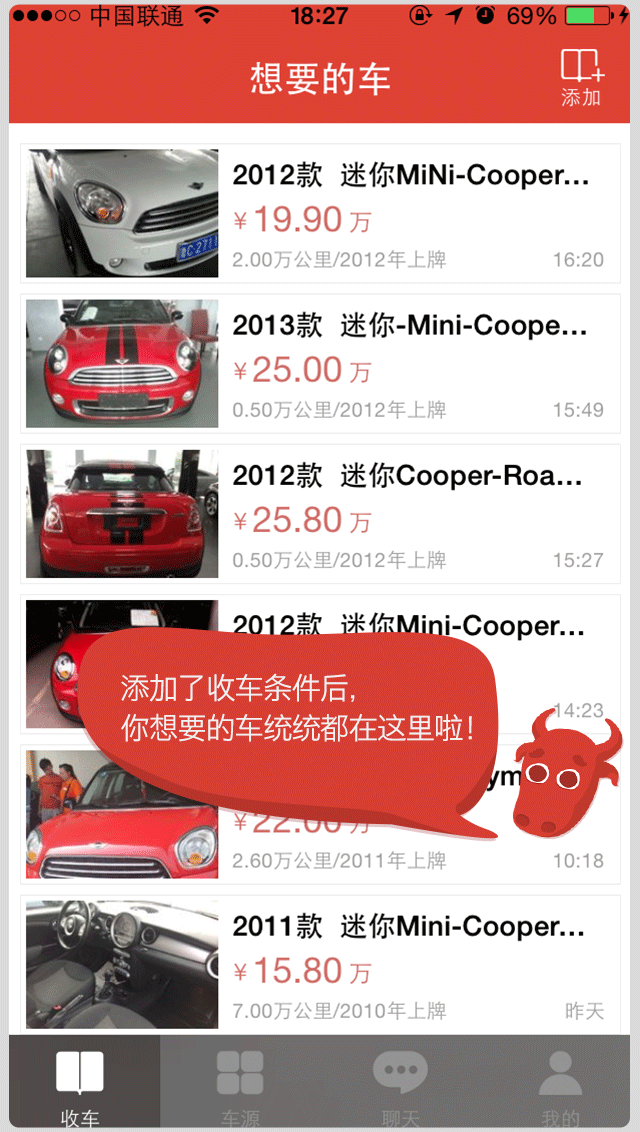 中国联通 18:27 69%
想要的车
添加
2012款 迷你MiNi-Cooper...
¥19.90万
2.00万公里/2012年上牌 16:20
2013款 迷你-Mini-Coope...
¥25.00万
0.50万公里/2012年上牌 15:49
2012款 迷你Cooper-Roa...
¥25.80万
0.50万公里/2012年上牌 15:27
2012款 迷你Mini-Cooper...
14:23
添加了收车条件后,
你想要的车统统都在这里啦!
¥22.00万
2.60万公里/2011年上牌 10:18
2011款 迷你Mini-Cooper...
¥15.80万
7.00万公里/2010年上牌 昨天
收车 车源 聊天 我的